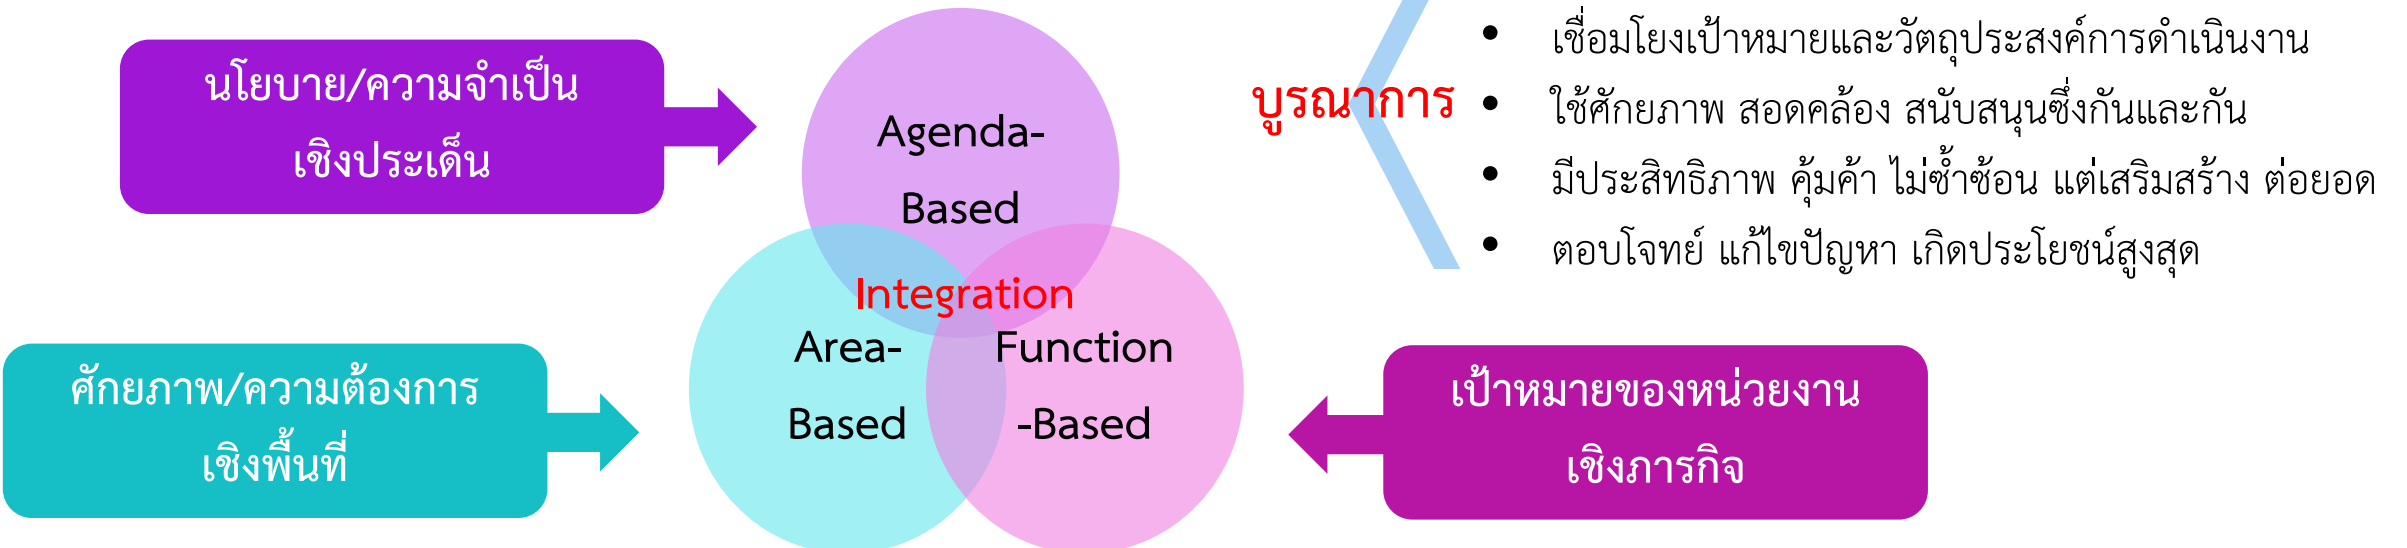 นโยบาย/ความจำเป็น
เชิงประเด็น
Agenda-
Based
Integration
Area-
Based
Function
-Based
ศักยภาพ/ความต้องการ
เชิงพื้นที่
เป้าหมายของหน่วยงาน
เชิงภารกิจ
บูรณาการ
• เชื่อมโยงเป้าหมายและวัตถุประสงค์การดำเนินงาน
• ใช้ศักยภาพ สอดคล้อง สนับสนุนซึ่งกันและกัน
• มีประสิทธิภาพ คุ้มค้า ไม่ซ้ำซ้อน แต่เสริมสร้าง ต่อยอด
• ตอบโจทย์ แก้ไขปัญหา เกิดประโยชน์สูงสุด